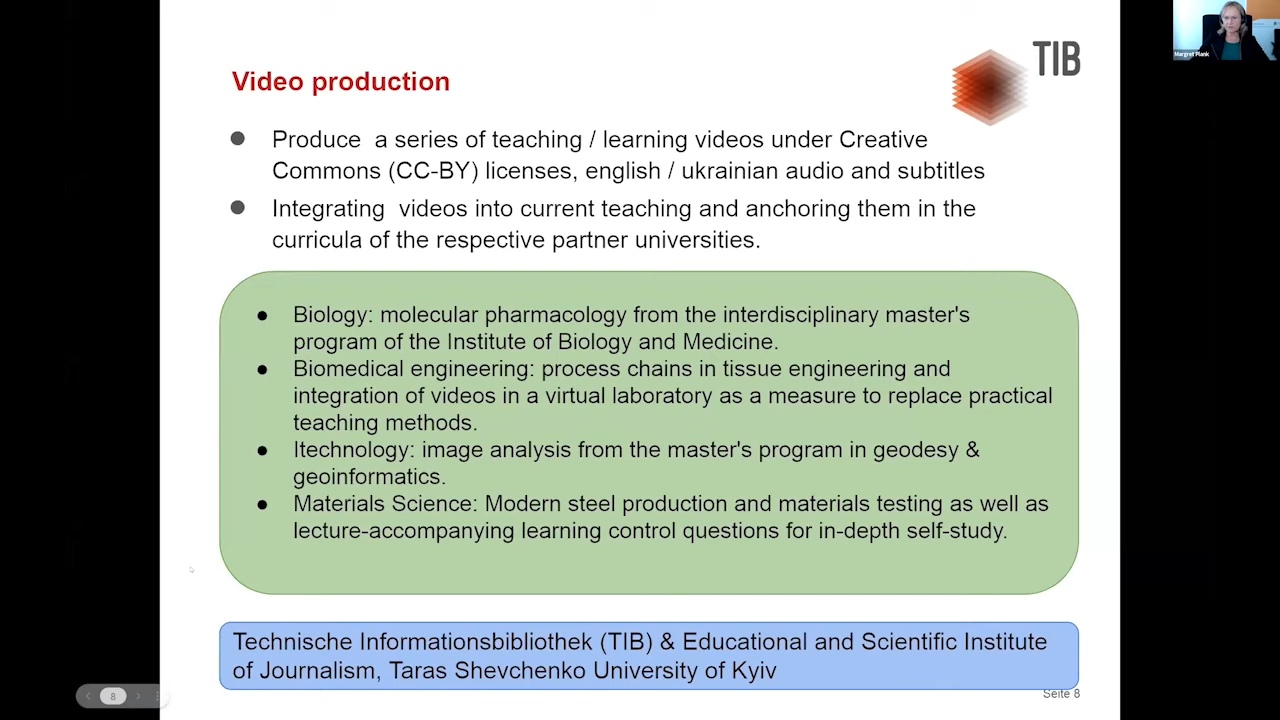 Margret Plank
TIB
Video production
● Produce a series of teaching / learning videos under Creative
Commons (CC-BY) licenses, english / ukrainian audio and subtitles
● Integrating videos into current teaching and anchoring them in the
curricula of the respective partner universities.
● Biology: molecular pharmacology from the interdisciplinary master's
program of the Institute of Biology and Medicine.
● Biomedical engineering: process chains in tissue engineering and
integration of videos in a virtual laboratory as a measure to replace practical
teaching methods.
● Itechnology: image analysis from the master's program in geodesy &
geoinformatics.
● Materials Science: Modern steel production and materials testing as well as
lecture-accompanying learning control questions for in-depth self-study.
Technische Informationsbibliothek (TIB) & Educational and Scientific Institute
of Journalism, Taras Shevchenko University of Kyiv
8
Seite 8